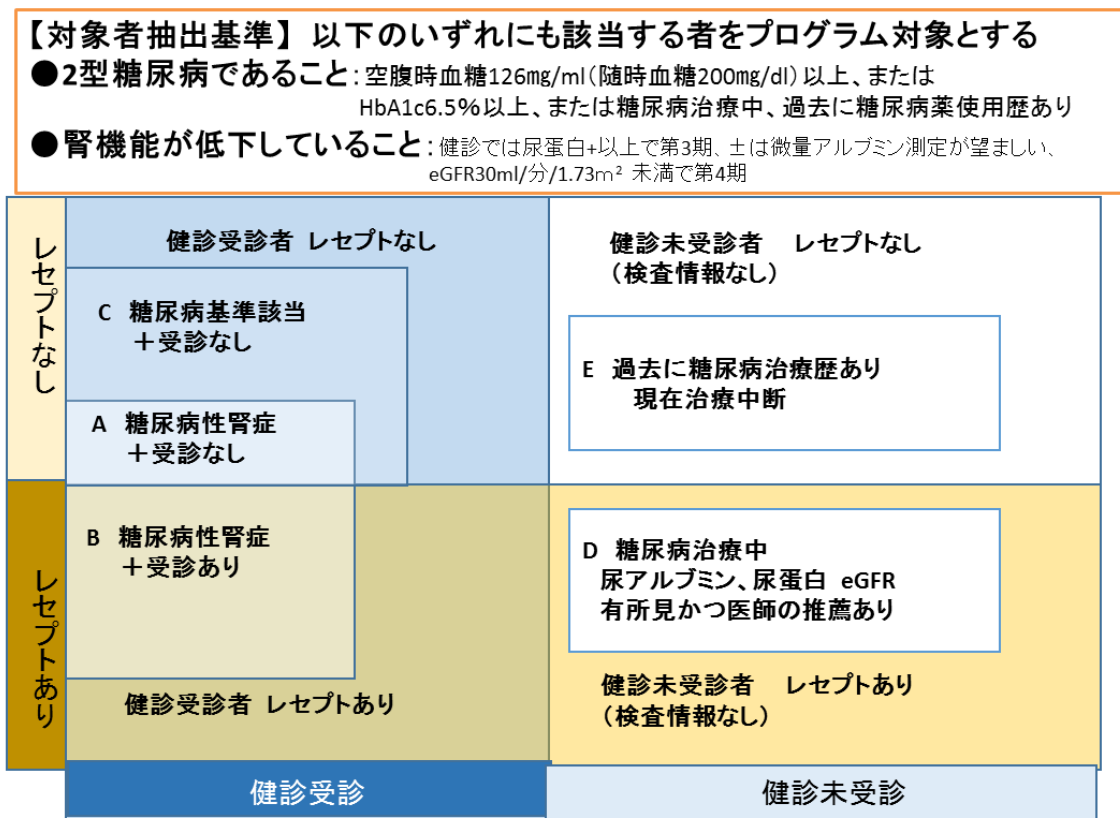 【対象者抽出基準】 以下のいずれにも該当する者をプログラム対象とする
●2型糖尿病であること：空腹時血糖126㎎/ml（随時血糖200㎎/dl）以上、または
HbA1c6.5％以上、または糖尿病治療中、過去に糖尿病薬使用歴あり
●腎機能が低下していること：健診では尿蛋白+以上で第3期、±は微量アルブミン測定が望ましい、
eGFR30ml/分/1.73㎡ 未満で第4期
レセプトなし
健診受診者 レセプトなし
C 糖尿病基準該当
＋受診なし
A 糖尿病性腎症
＋受診なし
健診未受診者 レセプトなし
（検査情報なし）
E 過去に糖尿病治療歴あり
現在治療中断
レセプトあり
B 糖尿病性腎症
＋受診あり
健診受診者 レセプトあり
D 糖尿病治療中
尿アルブミン、尿蛋白 eGFR
有所見かつ医師の推薦あり
健診未受診者 レセプトあり
（検査情報なし）
健診受診
健診未受診